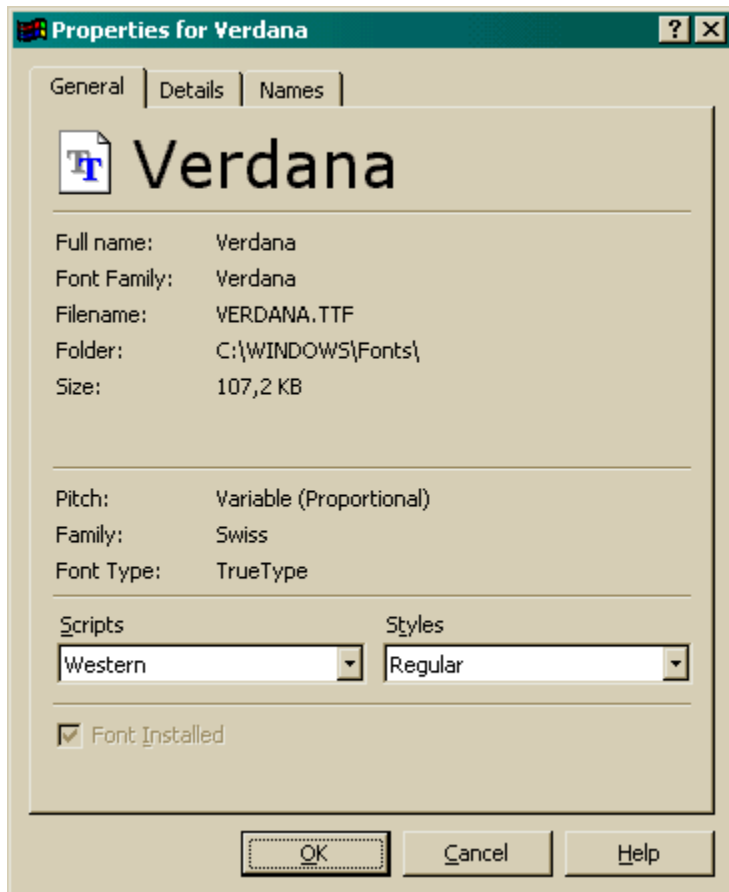 Properties for Verdana
General Details Names
Verdana
Full name: Verdana
Font Family: Verdana
Filename: VERDANA.TTF
Folder: C:\WINDOWS\Fonts\
Size: 107,2 KB
Pitch: Variable (Proportional)
Family: Swiss
Font Type: TrueType
Scripts Styles
Western Regular
Font Installed
OK Cancel Help